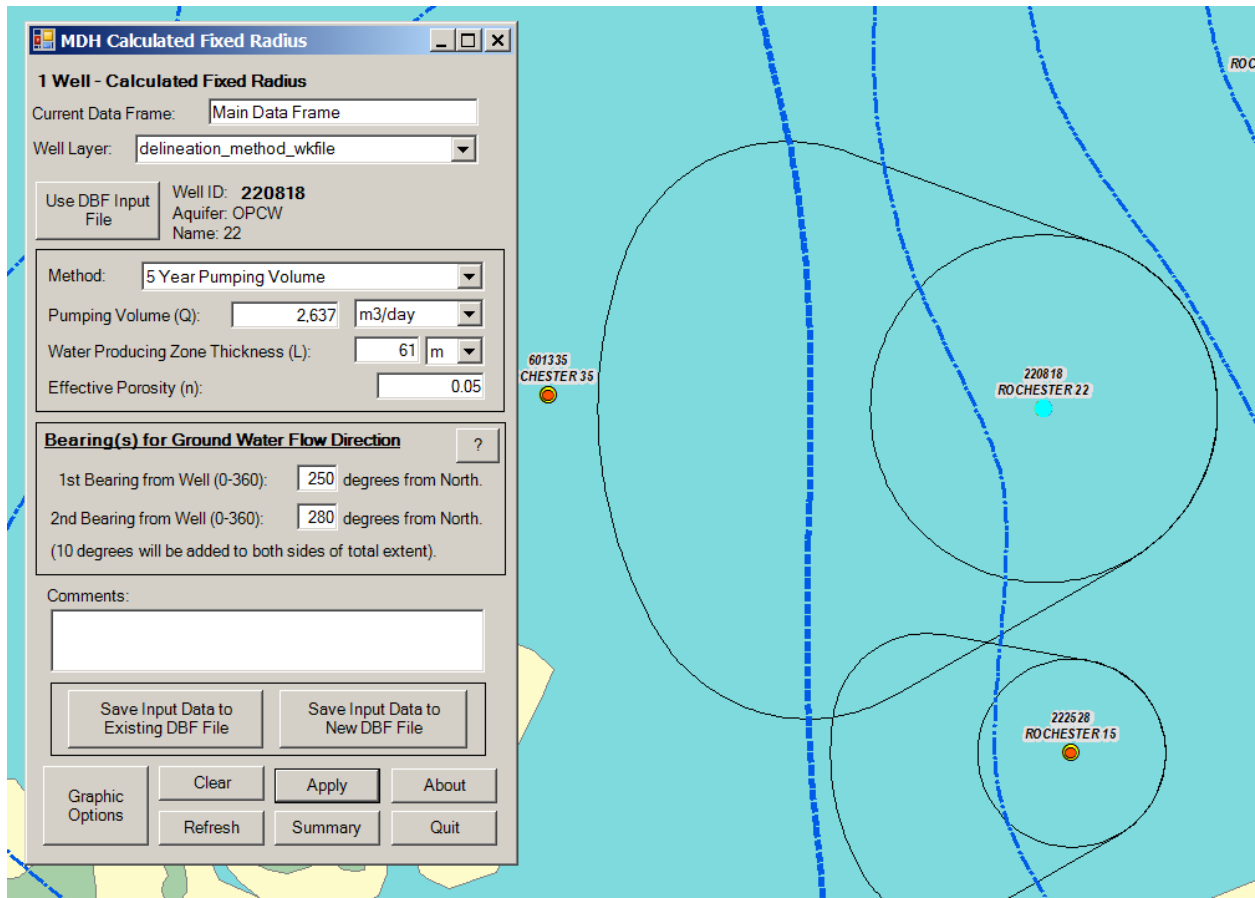 MDH Calculated Fixed Radius
1 Well - Calculated Fixed Radius
Current Data Frame: Main Data Frame
Well Layer: delineation_method_wkfile
Use DBF Input
File
Well ID: 220818
Aquifer: OPCW
Name: 22
Method: 5 Year Pumping Volume
Pumping Volume (Q): 2,637 m3/day
Water Producing Zone Thickness (L): 61 m
Effective Porosity (n): 0.05
Bearing(s) for Ground Water Flow Direction ?
1st Bearing from Well (0-360): 250 degrees from North.
2nd Bearing from Well (0-360): 280 degrees from North.
(10 degrees will be added to both sides of total extent).
Comments:
Save Input Data to
Existing DBF File
Save Input Data to
New DBF File
Graphic
Options
Clear Apply About
Refresh Summary Quit
601335
CHESTER 35
220818
ROCHESTER 22
222528
ROCHESTER 15
ROC